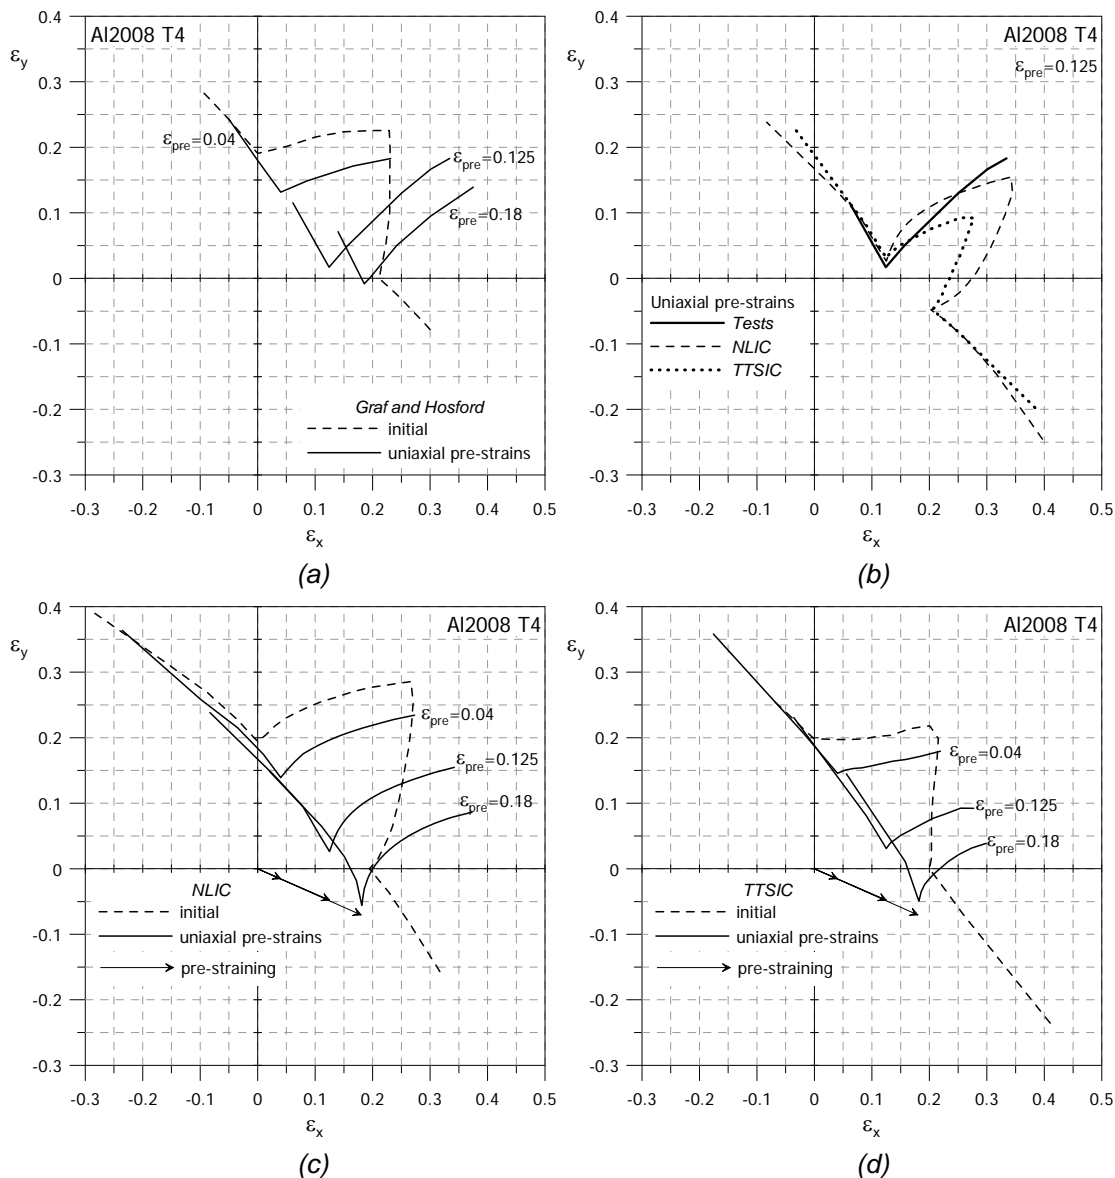 Al2008 T4
εy
0.4
0.3
0.2
0.1
0
-0.1
-0.2
-0.3
εpre=0.04
εpre=0.125
εpre=0.18
Graf and Hosford
initial
uniaxial pre-strains
-0.3 -0.2 -0.1 0 0.1 0.2 0.3 0.4 0.5
εx
(a)
Al2008 T4
εpre=0.125
εy
0.4
0.3
0.2
0.1
0
-0.1
-0.2
-0.3
Uniaxial pre-strains
Tests
NLIC
TTSIC
-0.3 -0.2 -0.1 0 0.1 0.2 0.3 0.4 0.5
εx
(b)
Al2008 T4
εy
0.4
0.3
0.2
0.1
0
-0.1
-0.2
-0.3
εpre=0.04
εpre=0.125
εpre=0.18
NLIC
initial
uniaxial pre-strains
pre-straining
-0.3 -0.2 -0.1 0 0.1 0.2 0.3 0.4 0.5
εx
(c)
Al2008 T4
εy
0.4
0.3
0.2
0.1
0
-0.1
-0.2
-0.3
εpre=0.04
εpre=0.125
εpre=0.18
TTSIC
initial
uniaxial pre-strains
pre-straining
-0.3 -0.2 -0.1 0 0.1 0.2 0.3 0.4 0.5
εx
(d)